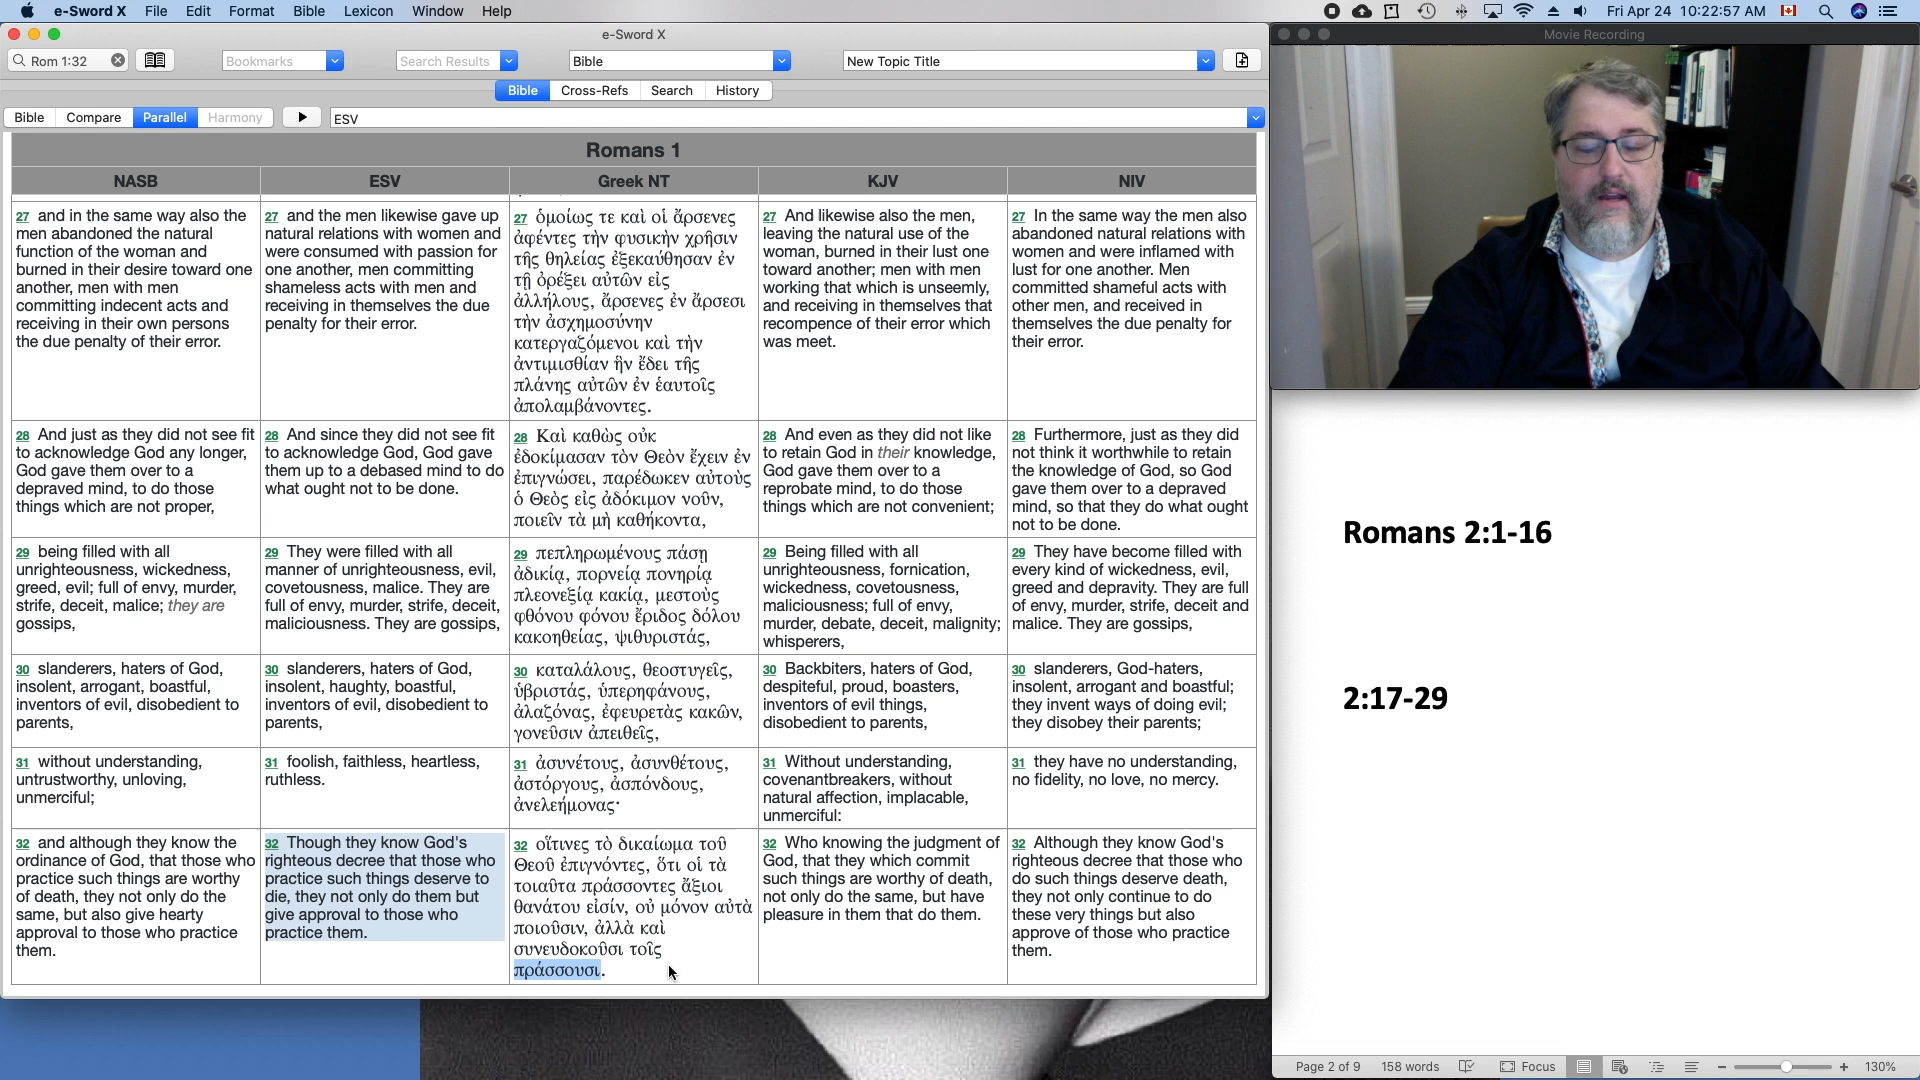 e-Sword X File Edit Format Bible Lexicon Window Help Fri Apr 24 10:22:57 AM
e-Sword X
Movie Recording
Rom 1:32 Bookmarks Search Results Bible New Topic Title
Bible Cross-Refs Search History
Bible Compare Parallel Harmony ESV
Romans 1
NASB ESV Greek NT KJV NIV
27 and in the same way also the
men abandoned the natural
function of the woman and
burned in their desire toward one
another, men with men
committing indecent acts and
receiving in their own persons
the due penalty of their error.
27 and the men likewise gave up
natural relations with women and
were consumed with passion for
one another, men committing
shameless acts with men and
receiving in themselves the due
penalty for their error.
27 ὁμοίως τε καὶ οἱ ἄρσενες
ἀφέντες τὴν φυσικὴν χρῆσιν
τῆς θηλείας ἐξεκαύθησαν ἐν
τῇ ὀρέξει αὐτῶν εἰς
ἀλλήλους, ἄρσενες ἐν ἄρσεσι
τὴν ἀσχημοσύνην
κατεργαζόμενοι καὶ τὴν
ἀντιμισθίαν ἣν ἔδει τῆς
πλάνης αὐτῶν ἐν ἑαυτοῖς
ἀπολαμβάνοντες.
27 And likewise also the men,
leaving the natural use of the
woman, burned in their lust one
toward another; men with men
working that which is unseemly,
and receiving in themselves that
recompence of their error which
was meet.
27 In the same way the men also
abandoned natural relations with
women and were inflamed with
lust for one another. Men
committed shameful acts with
other men, and received in
themselves the due penalty for
their error.
28 And just as they did not see fit
to acknowledge God any longer,
God gave them over to a
depraved mind, to do those
things which are not proper,
28 And since they did not see fit
to acknowledge God, God gave
them up to a debased mind to do
what ought not to be done.
28 Καὶ καθὼς οὐκ
ἐδοκίμασαν τὸν Θεὸν ἔχειν ἐν
ἐπιγνώσει, παρέδωκεν αὐτοὺς
ὁ Θεὸς εἰς ἀδόκιμον νοῦν,
ποιεῖν τὰ μὴ καθήκοντα,
28 And even as they did not like
to retain God in their knowledge,
God gave them over to a
reprobate mind, to do those
things which are not convenient;
28 Furthermore, just as they did
not think it worthwhile to retain
the knowledge of God, so God
gave them over to a depraved
mind, so that they do what ought
not to be done.
29 being filled with all
unrighteousness, wickedness,
greed, evil; full of envy, murder,
strife, deceit, malice; they are
gossips,
29 They were filled with all
manner of unrighteousness, evil,
covetousness, malice. They are
full of envy, murder, strife, deceit,
maliciousness. They are gossips,
29 πεπληρωμένους πάσῃ
ἀδικίᾳ, πορνείᾳ πονηρίᾳ
πλεονεξίᾳ κακίᾳ, μεστοὺς
φθόνου φόνου ἔριδος δόλου
κακοηθείας, ψιθυριστάς,
29 Being filled with all
unrighteousness, fornication,
wickedness, covetousness,
maliciousness; full of envy,
murder, debate, deceit, malignity;
whisperers,
29 They have become filled with
every kind of wickedness, evil,
greed and depravity. They are full
of envy, murder, strife, deceit and
malice. They are gossips,
30 slanderers, haters of God,
insolent, arrogant, boastful,
inventors of evil, disobedient to
parents,
30 slanderers, haters of God,
insolent, haughty, boastful,
inventors of evil, disobedient to
parents,
30 καταλάλους, θεοστυγεῖς,
ὑβριστάς, ὑπερηφάνους,
ἀλαζόνας, ἐφευρετὰς κακῶν,
γονεῦσιν ἀπειθεῖς,
30 Backbiters, haters of God,
despiteful, proud, boasters,
inventors of evil things,
disobedient to parents,
30 slanderers, God-haters,
insolent, arrogant and boastful;
they invent ways of doing evil;
they disobey their parents;
31 without understanding,
untrustworthy, unloving,
unmerciful;
31 foolish, faithless, heartless,
ruthless.
31 ἀσυνέτους, ἀσυνθέτους,
ἀστόργους, ἀσπόνδους,
ἀνελεήμονας·
31 Without understanding,
covenantbreakers, without
natural affection, implacable,
unmerciful:
31 they have no understanding,
no fidelity, no love, no mercy.
32 and although they know the
ordinance of God, that those who
practice such things are worthy
of death, they not only do the
same, but also give hearty
approval to those who practice
them.
32 Though they know God's
righteous decree that those who
practice such things deserve to
die, they not only do them but
give approval to those who
practice them.
32 οἵτινες τὸ δικαίωμα τοῦ
Θεοῦ ἐπιγνόντες, ὅτι οἱ τὰ
τοιαῦτα πράσσοντες ἄξιοι
θανάτου εἰσίν, οὐ μόνον αὐτὰ
ποιοῦσιν, ἀλλὰ καὶ
συνευδοκοῦσι τοῖς
πράσσουσι.
32 Who knowing the judgment of
God, that they which commit
such things are worthy of death,
not only do the same, but have
pleasure in them that do them.
32 Although they know God's
righteous decree that those who
do such things deserve death,
they not only continue to do
these very things but also
approve of those who practice
them.
Romans 2:1-16
2:17-29
Page 2 of 9 158 words Focus 130%